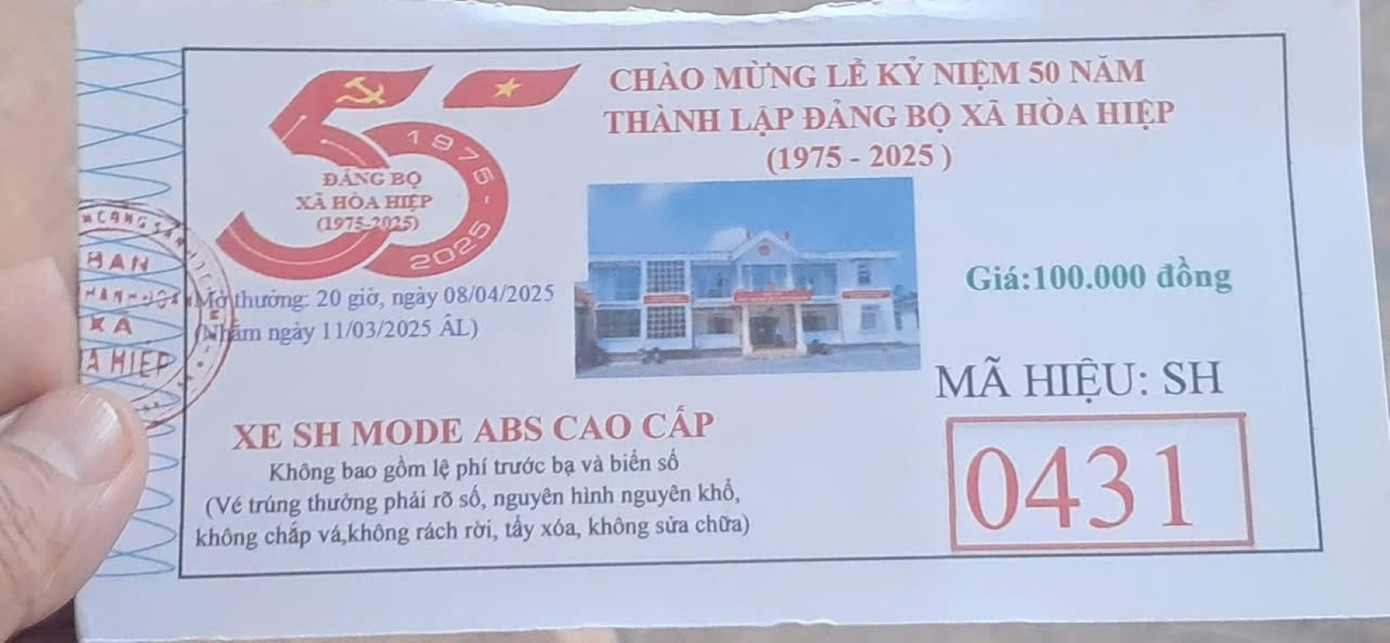 CHÀO MỪNG LỄ KỶ NIỆM 50 NĂM
THÀNH LẬP ĐẢNG BỘ XÃ HÒA HIỆP
(1975 - 2025 )
1975 - 2025
ĐẢNG BỘ
XÃ HÒA HIỆP
(1975-2025)
Mở thưởng: 20 giờ, ngày 08/04/2025
(Nhằm ngày 11/03/2025 ÂL)
Giá:100.000 đồng
MÃ HIỆU: SH
0431
XE SH MODE ABS CAO CẤP
Không bao gồm lệ phí trước bạ và biển số
(Vé trúng thưởng phải rõ số, nguyên hình nguyên khổ,
không chắp vá,không rách rời, tẩy xóa, không sửa chữa)
BAN
XÃ
A HIỆP